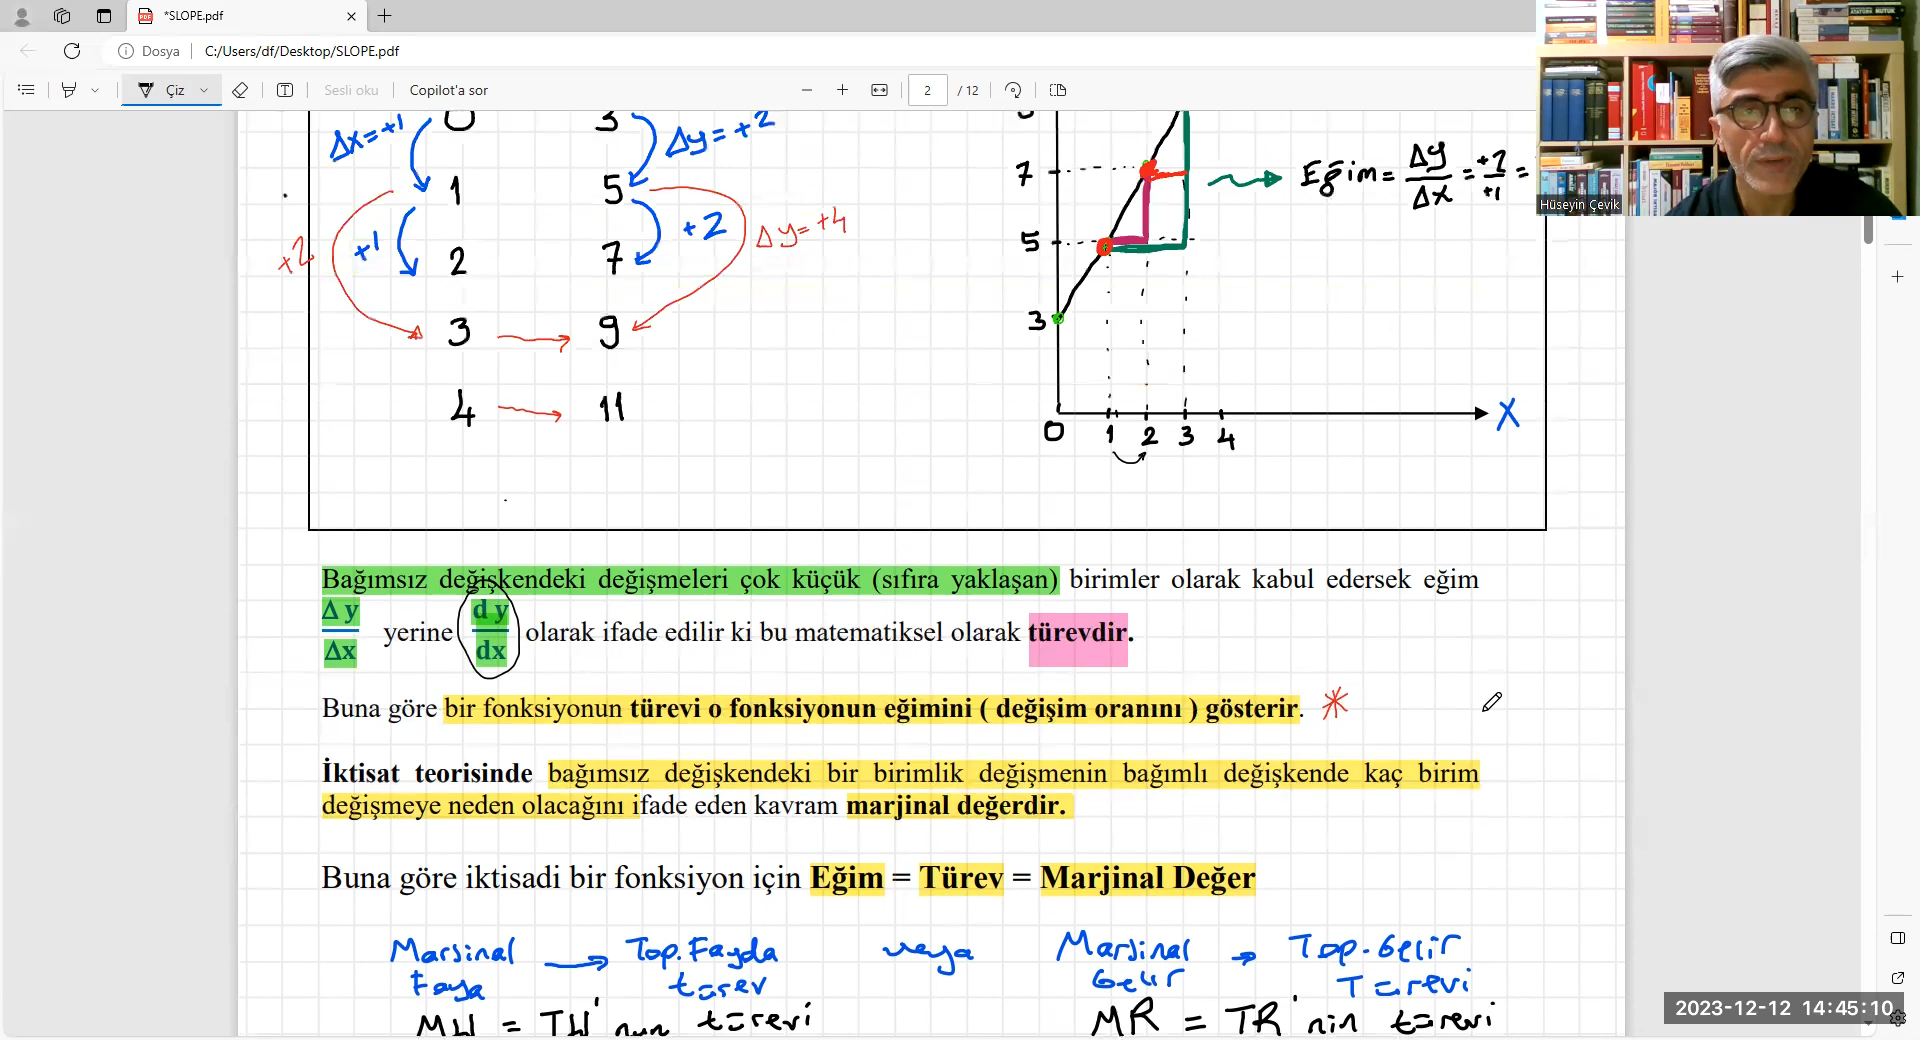 *SLOPE.pdf
Dosya C:/Users/df/Desktop/SLOPE.pdf
Çiz Sesli oku Copilot'a sor 2 / 12
Hüseyin Çevik
0 3
Δx=+1 Δy=+2
1 5
+1 +2
+2 Δy=+4
2 7
3 9
4 11
7
5
3
0 1 2 3 4 X
Eğim = Δy/Δx = +2/+1 =
Bağımsız değişkendeki değişmeleri çok küçük (sıfıra yaklaşan) birimler olarak kabul edersek eğim
Δy/Δx yerine dy/dx olarak ifade edilir ki bu matematiksel olarak türevdir.
Buna göre bir fonksiyonun türevi o fonksiyonun eğimini ( değişim oranını ) gösterir. *
İktisat teorisinde bağımsız değişkendeki bir birimlik değişmenin bağımlı değişkende kaç birim
değişmeye neden olacağını ifade eden kavram marjinal değerdir.
Buna göre iktisadi bir fonksiyon için Eğim = Türev = Marjinal Değer
Marjinal → Top. Fayda veya Marjinal → Top. Gelir
türev Gelir Türevi
MU = TU'nun türevi MR = TR'nin türevi
2023-12-12 14:45:10